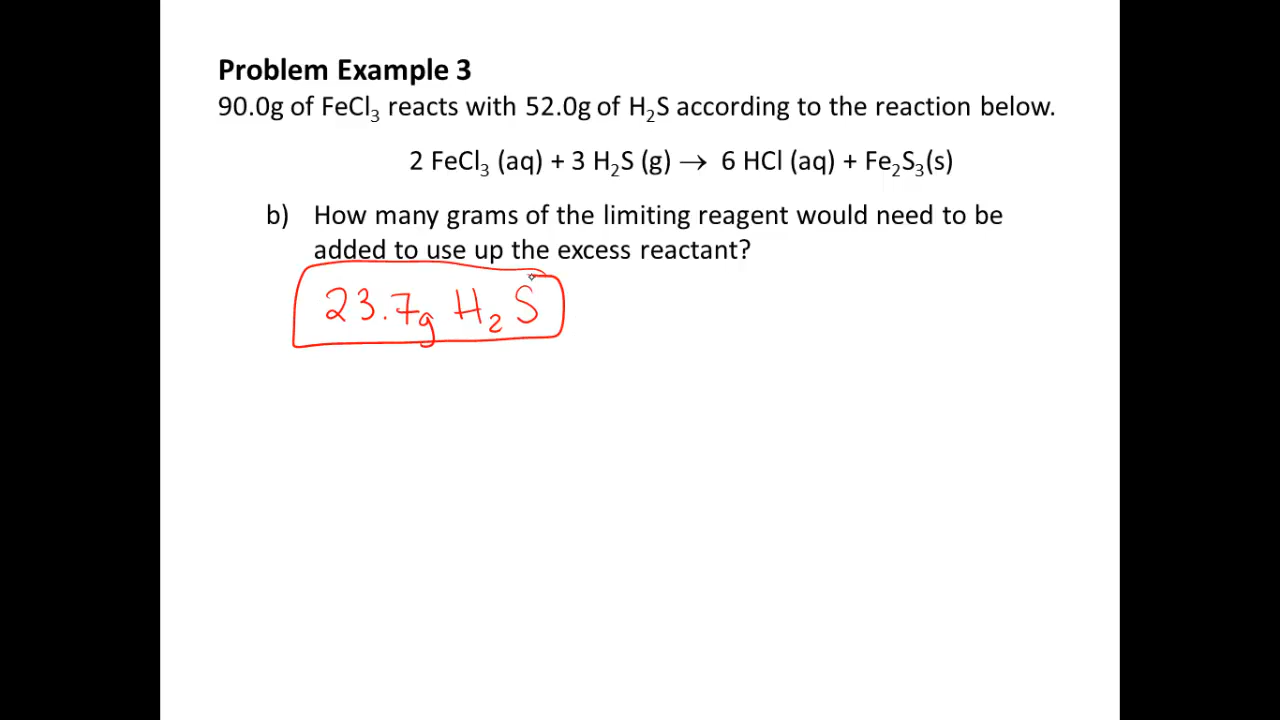 Problem Example 3
90.0g of FeCl₃ reacts with 52.0g of H₂S according to the reaction below.
2 FeCl₃ (aq) + 3 H₂S (g) → 6 HCl (aq) + Fe₂S₃(s)
b) How many grams of the limiting reagent would need to be
added to use up the excess reactant?
23.7g H₂S